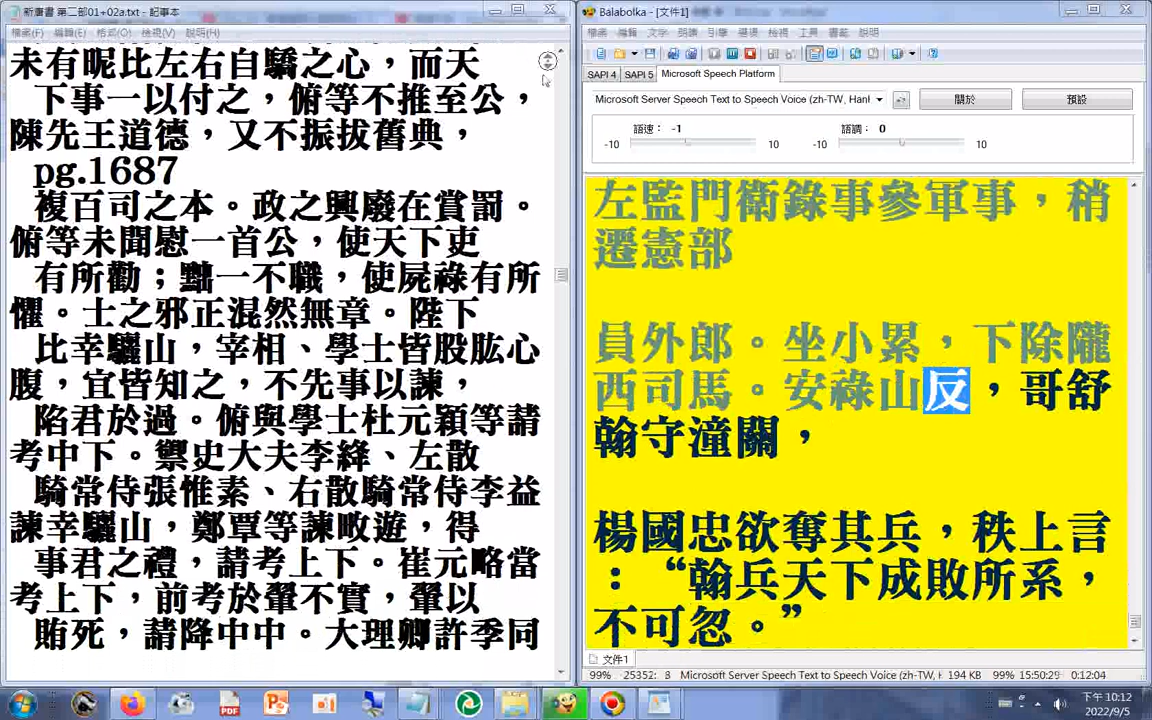 新唐書 第二部01+02a.txt - 記事本
檔案(F) 編輯(E) 格式(O) 檢視(V) 說明(H)
未有昵比左右自驕之心，而天
下事一以付之，俯等不推至公，
陳先王道德，又不振拔舊典，
pg.1687
複百司之本。政之興廢在賞罰。
俯等未聞慰一首公，使天下吏
有所勸；黜一不職，使屍祿有所
懼。士之邪正混然無章。陛下
比幸驪山，宰相、學士皆股肱心
腹，宜皆知之，不先事以諫，
陷君於過。俯與學士杜元穎等請
考中下。禦史大夫李絳、左散
騎常侍張惟素、右散騎常侍李益
諫幸驪山，鄭覃等諫畋遊，得
事君之禮，請考上下。崔元略當
考上下，前考於翬不實，翬以
賄死，請降中中。大理卿許季同
Balabolka - [文件1]
檔案 編輯 文字 朗讀 引擎 選項 檢視 工具 書籤 說明
SAPI 4 SAPI 5 Microsoft Speech Platform
Microsoft Server Speech Text to Speech Voice (zh-TW, Han 關於 預設
語速： -1 語調： 0
-10 10 -10 10
左監門衛錄事參軍事，稍
遷憲部
員外郎。坐小累，下除隴
西司馬。安祿山反，哥舒
翰守潼關，
楊國忠欲奪其兵，秩上言
：“翰兵天下成敗所系，
不可忽。”
文件1
99% 25352: 8 Microsoft Server Speech Text to Speech Voice (zh-TW, H 194 KB 99% 15:50:29 0:12:04
下午 10:12
2022/9/5